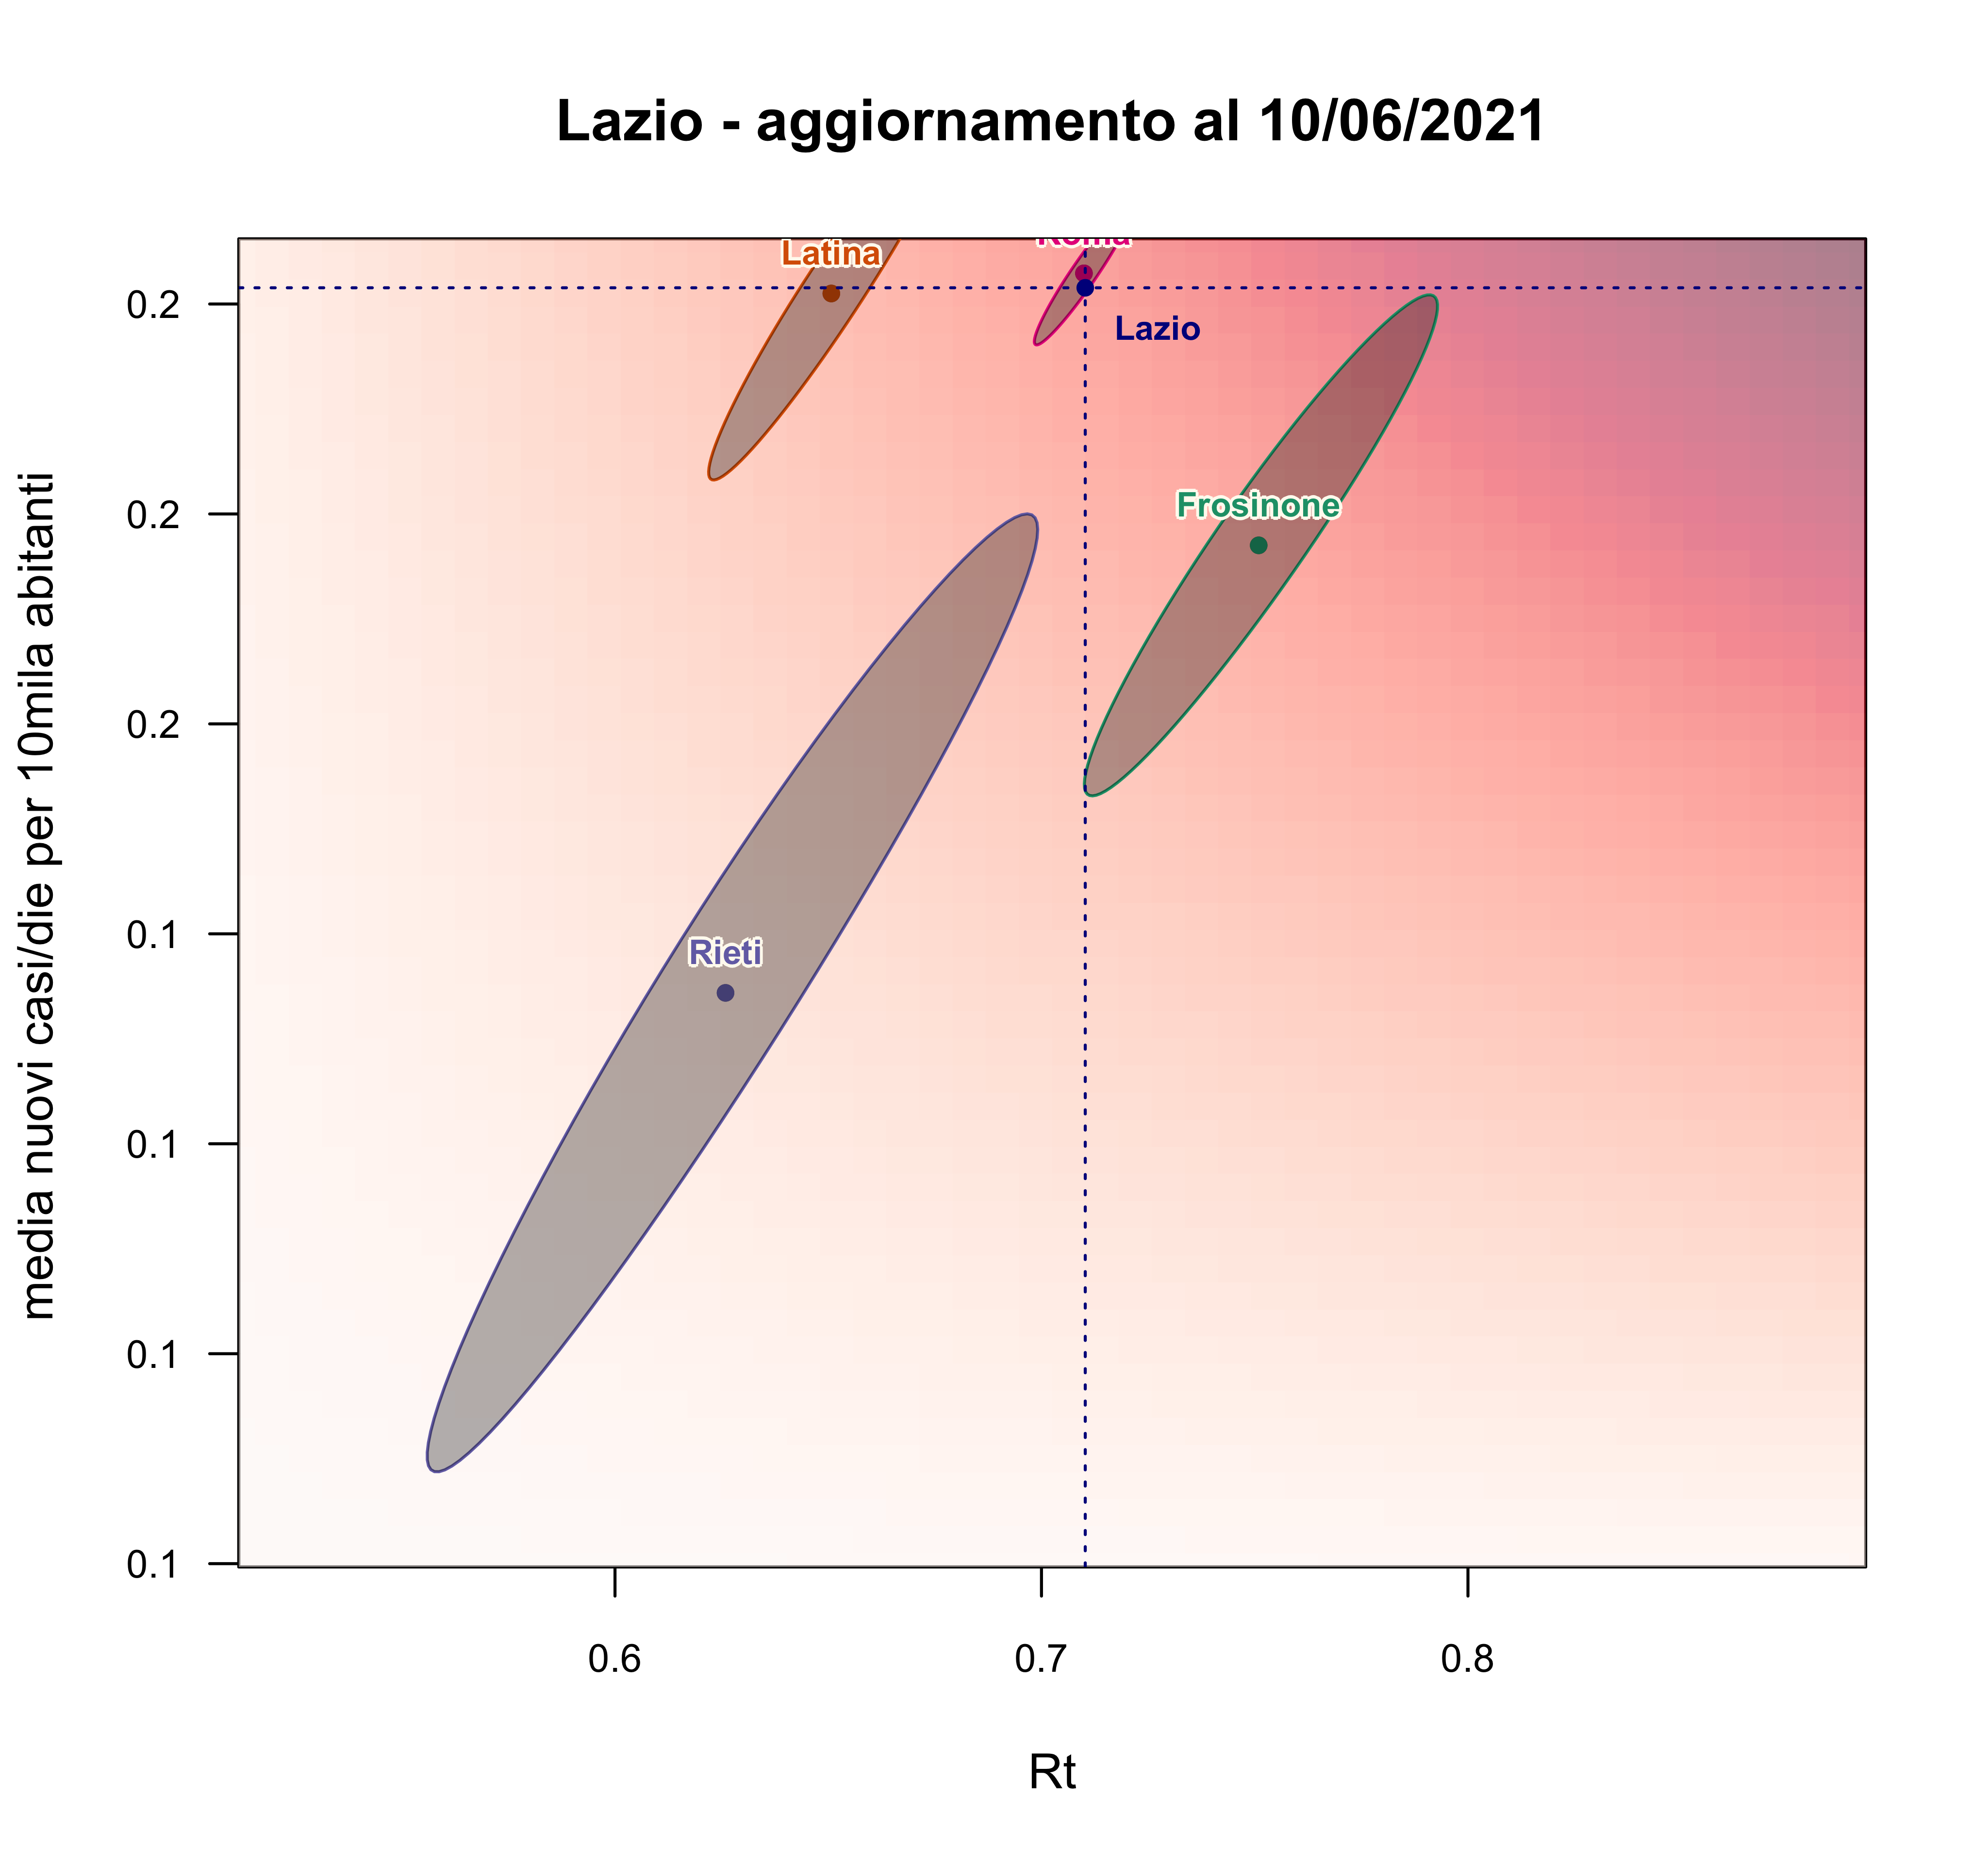 Lazio - aggiornamento al 10/06/2021
media nuovi casi/die per 10mila abitanti
0.2
0.2
0.2
0.1
0.1
0.1
0.1
Latina
Roma
Lazio
Frosinone
Rieti
0.6
0.7
0.8
Rt